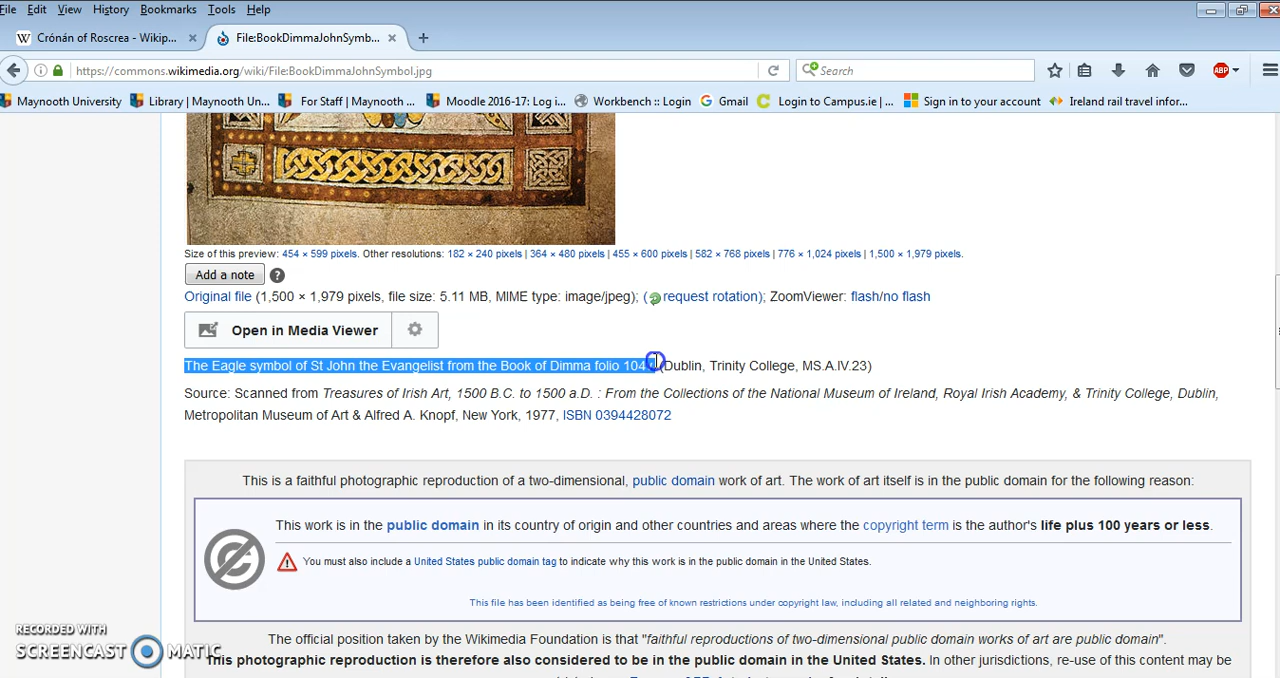 File Edit View History Bookmarks Tools Help
Crónán of Roscrea - Wikip... File:BookDimmaJohnSymb...
https://commons.wikimedia.org/wiki/File:BookDimmaJohnSymbol.jpg Search ABP
Maynooth University Library | Maynooth Un... For Staff | Maynooth ... Moodle 2016-17: Log i... Workbench :: Login Gmail Login to Campus.ie | ... Sign in to your account Ireland rail travel infor...
Size of this preview: 454 × 599 pixels. Other resolutions: 182 × 240 pixels | 364 × 480 pixels | 455 × 600 pixels | 582 × 768 pixels | 776 × 1,024 pixels | 1,500 × 1,979 pixels.
Add a note ?
Original file (1,500 × 1,979 pixels, file size: 5.11 MB, MIME type: image/jpeg); (request rotation); ZoomViewer: flash/no flash
Open in Media Viewer
The Eagle symbol of St John the Evangelist from the Book of Dimma folio 104 (Dublin, Trinity College, MS.A.IV.23)
Source: Scanned from Treasures of Irish Art, 1500 B.C. to 1500 a.D. : From the Collections of the National Museum of Ireland, Royal Irish Academy, & Trinity College, Dublin,
Metropolitan Museum of Art & Alfred A. Knopf, New York, 1977, ISBN 0394428072
This is a faithful photographic reproduction of a two-dimensional, public domain work of art. The work of art itself is in the public domain for the following reason:
This work is in the public domain in its country of origin and other countries and areas where the copyright term is the author's life plus 100 years or less.
You must also include a United States public domain tag to indicate why this work is in the public domain in the United States.
This file has been identified as being free of known restrictions under copyright law, including all related and neighboring rights.
The official position taken by the Wikimedia Foundation is that "faithful reproductions of two-dimensional public domain works of art are public domain".
This photographic reproduction is therefore also considered to be in the public domain in the United States. In other jurisdictions, re-use of this content may be
RECORDED WITH
SCREENCAST MATIC